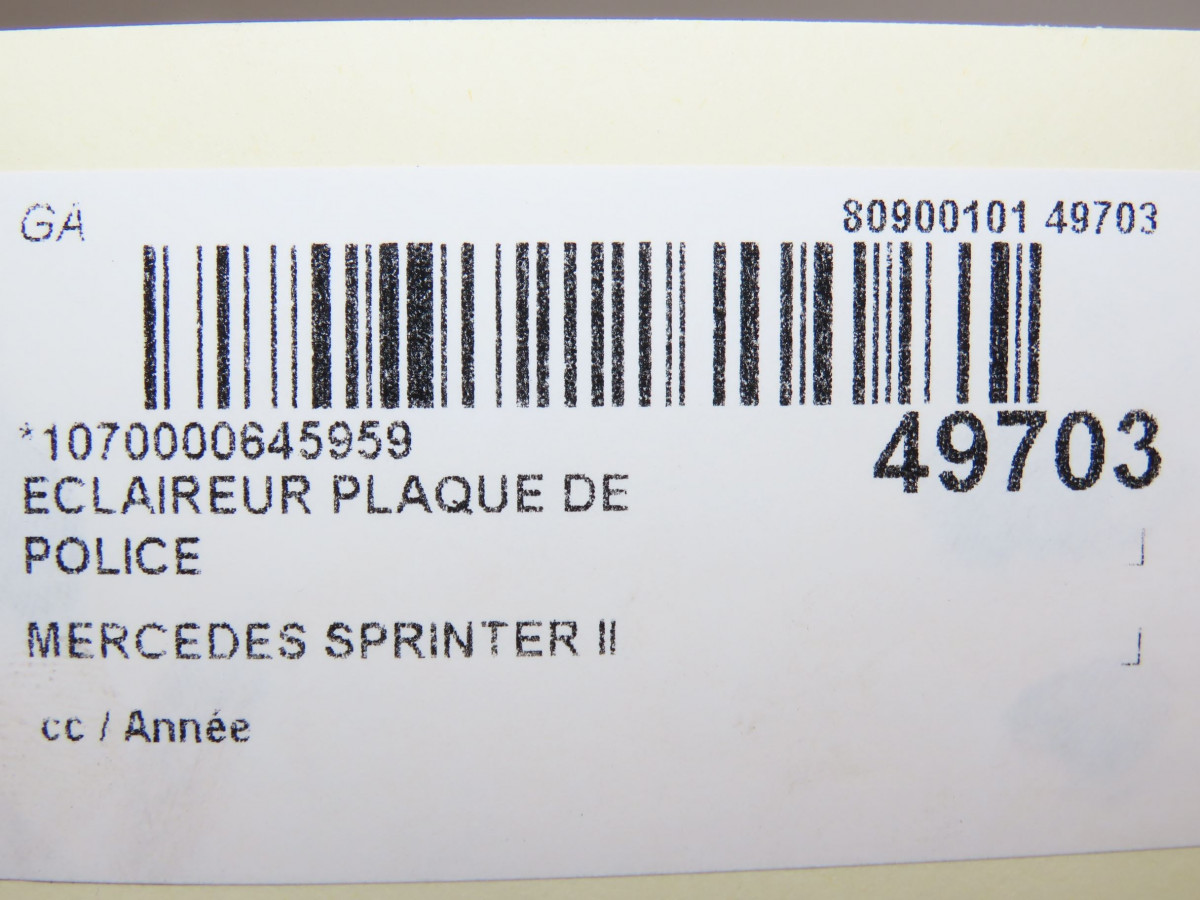 GA
80900101 49703
*1070000645959
49703
ECLAIREUR PLAQUE DE
POLICE
MERCEDES SPRINTER II
cc / Année